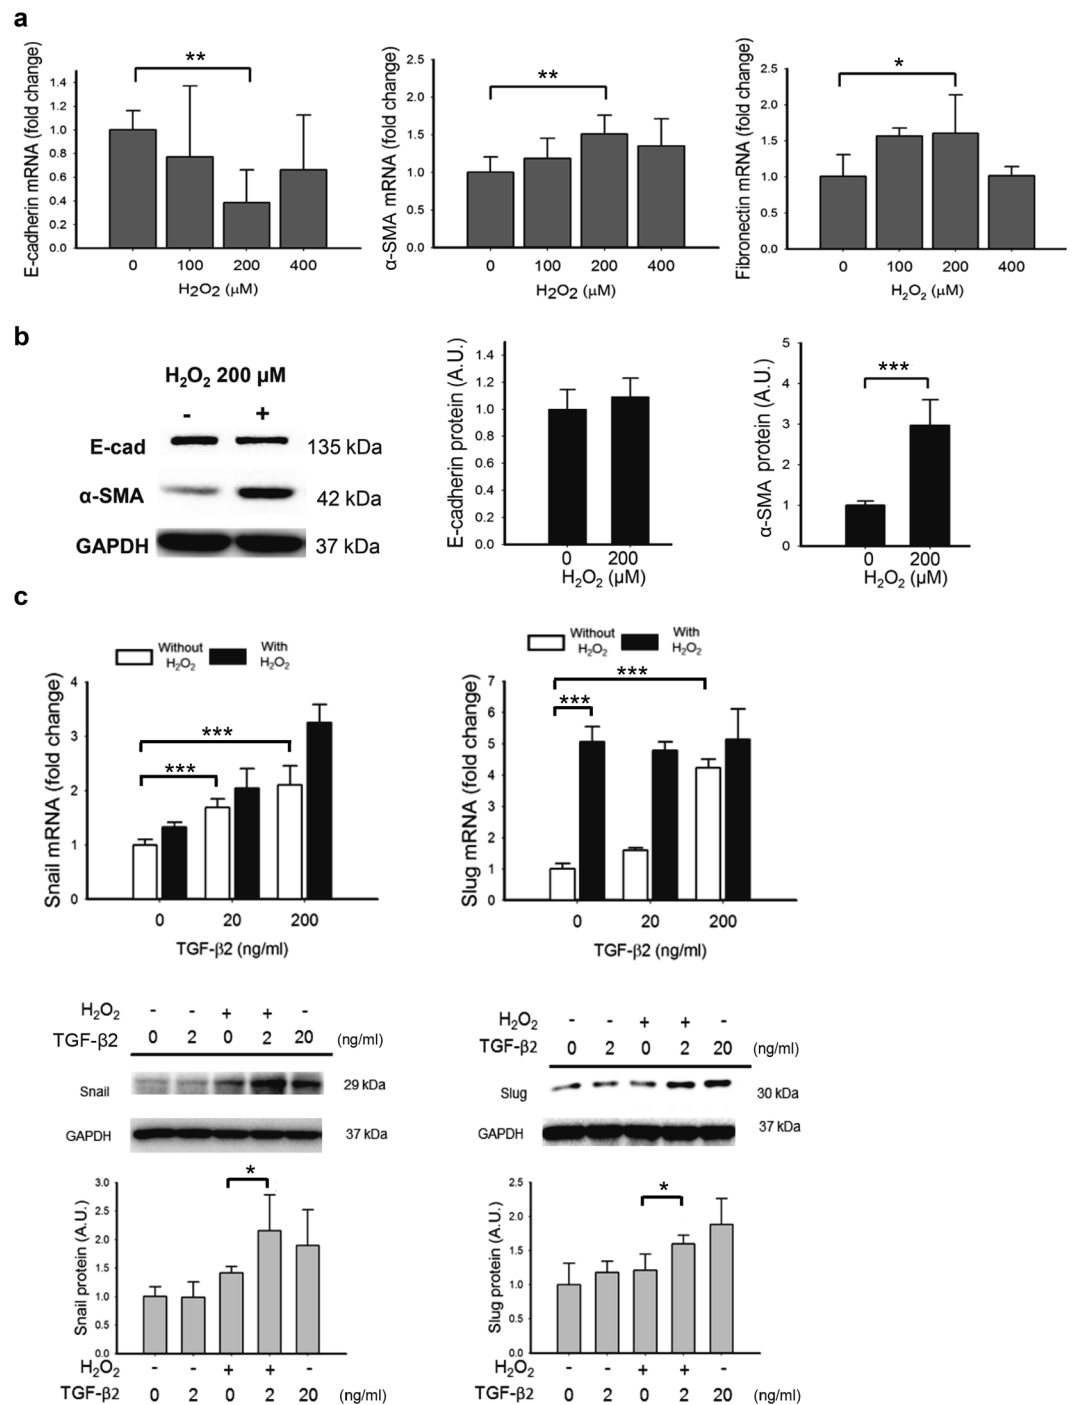 a
E-cadherin mRNA (fold change)
1.4
1.2
1.0
0.8
0.6
0.4
0.2
0.0
**
0 100 200 400
H2O2 (μM)
α-SMA mRNA (fold change)
2.5
2.0
1.5
1.0
0.5
0.0
**
0 100 200 400
H2O2 (μM)
Fibronectin mRNA (fold change)
2.5
2.0
1.5
1.0
0.5
0.0
*
0 100 200 400
H2O2 (μM)
b
H2O2 200 μM
- +
E-cad 135 kDa
α-SMA 42 kDa
GAPDH 37 kDa
E-cadherin protein (A.U.)
1.4
1.2
1.0
0.8
0.6
0.4
0.2
0.0
0 200
H2O2 (μM)
α-SMA protein (A.U.)
5
4
3
2
1
0
***
0 200
H2O2 (μM)
c
Without H2O2 With H2O2
Snail mRNA (fold change)
4
3
2
1
0
***
***
0 20 200
TGF-β2 (ng/ml)
Without H2O2 With H2O2
Slug mRNA (fold change)
7
6
5
4
3
2
1
0
***
***
0 20 200
TGF-β2 (ng/ml)
H2O2 - - + + -
TGF-β2 0 2 0 2 20 (ng/ml)
Snail 29 kDa
GAPDH 37 kDa
Snail protein (A.U.)
3.0
2.5
2.0
1.5
1.0
0.5
0.0
*
H2O2 - - + + -
TGF-β2 0 2 0 2 20 (ng/ml)
H2O2 - - + + -
TGF-β2 0 2 0 2 20 (ng/ml)
Slug 30 kDa
GAPDH 37 kDa
Slug protein (A.U.)
2.5
2.0
1.5
1.0
0.5
0.0
*
H2O2 - - + + -
TGF-β2 0 2 0 2 20 (ng/ml)